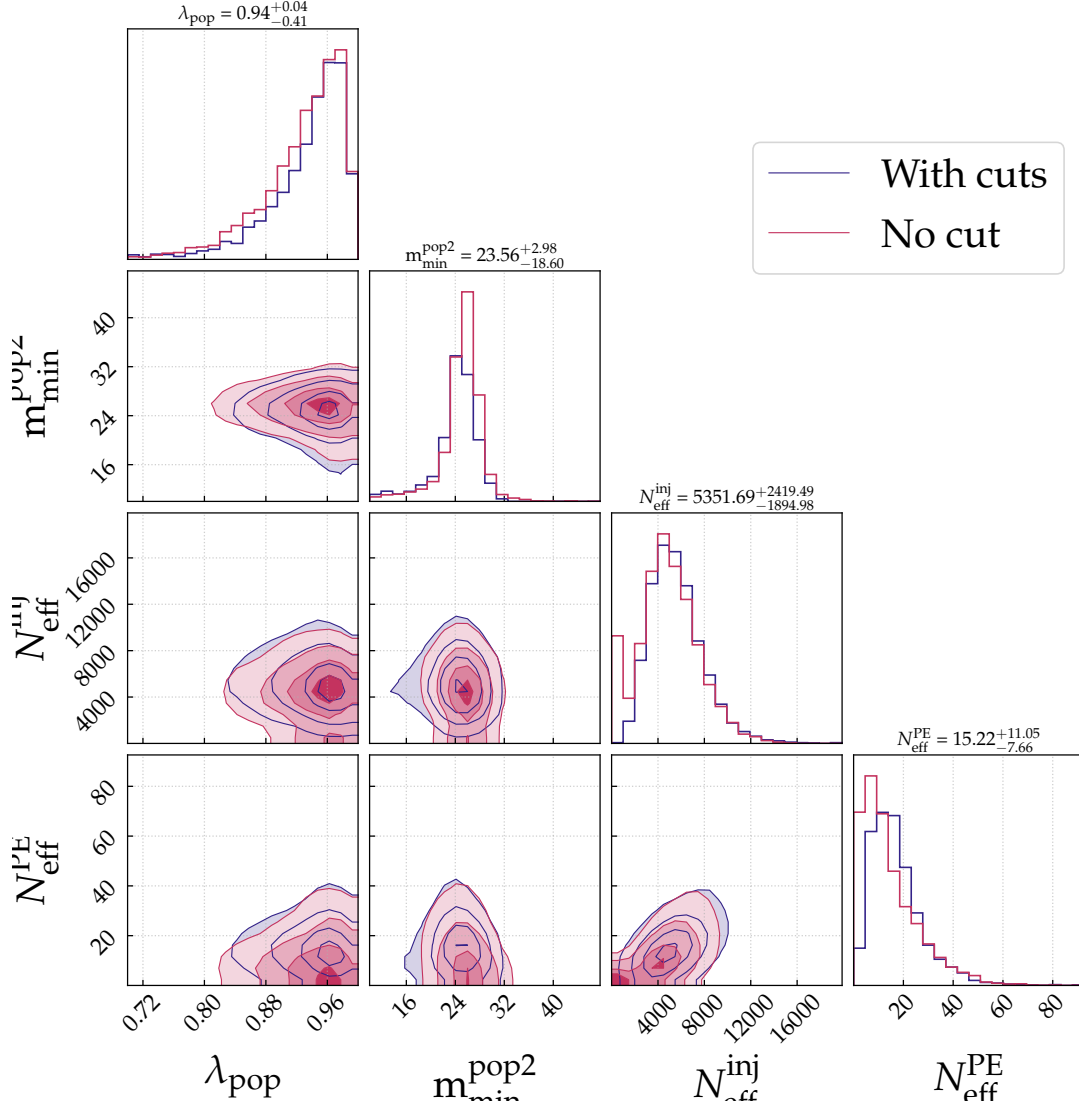 λpop = 0.94+0.04−0.41
With cuts
No cut
mpop2min = 23.56+2.98−18.60
40
32
24
16
mpop2min
Ninjeff = 5351.69+2419.49−1894.98
16000
12000
8000
4000
Ninjeff
NPEeff = 15.22+11.05−7.66
80
60
40
20
NPEeff
0.72 0.80 0.88 0.96
16 24 32 40
4000 8000 12000 16000
20 40 60 80
λpop
mpop2min
Ninjeff
NPEeff